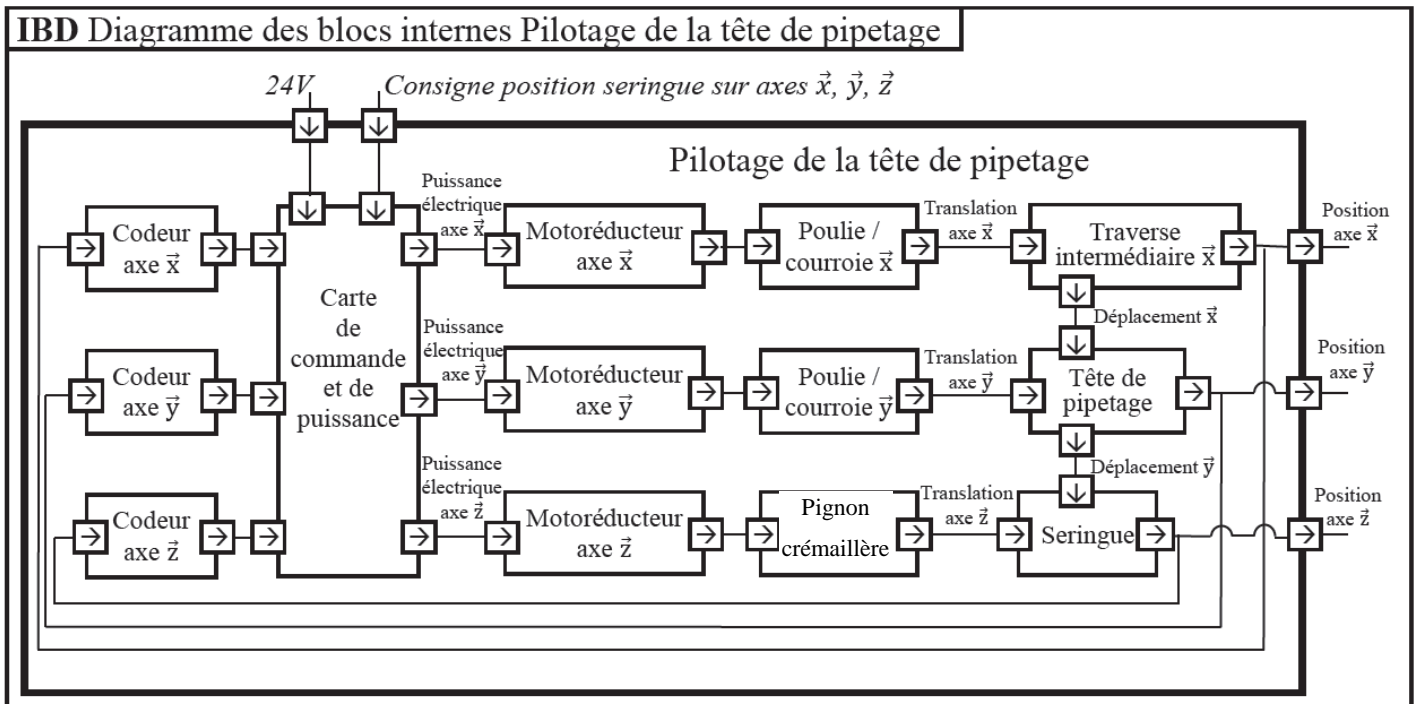 IBD Diagramme des blocs internes Pilotage de la tête de pipetage
24V
Consigne position seringue sur axes x⃗, y⃗, z⃗
Pilotage de la tête de pipetage
Codeur
axe x⃗
Carte
de
commande
et de
puissance
Puissance
électrique
axe x⃗
Motoréducteur
axe x⃗
Poulie /
courroie x⃗
Translation
axe x⃗
Traverse
intermédiaire x⃗
Position
axe x⃗
Déplacement x⃗
Codeur
axe y⃗
Puissance
électrique
axe y⃗
Motoréducteur
axe y⃗
Poulie /
courroie y⃗
Translation
axe y⃗
Tête de
pipetage
Position
axe y⃗
Déplacement y⃗
Codeur
axe z⃗
Puissance
électrique
axe z⃗
Motoréducteur
axe z⃗
Pignon
crémaillère
Translation
axe z⃗
Seringue
Position
axe z⃗